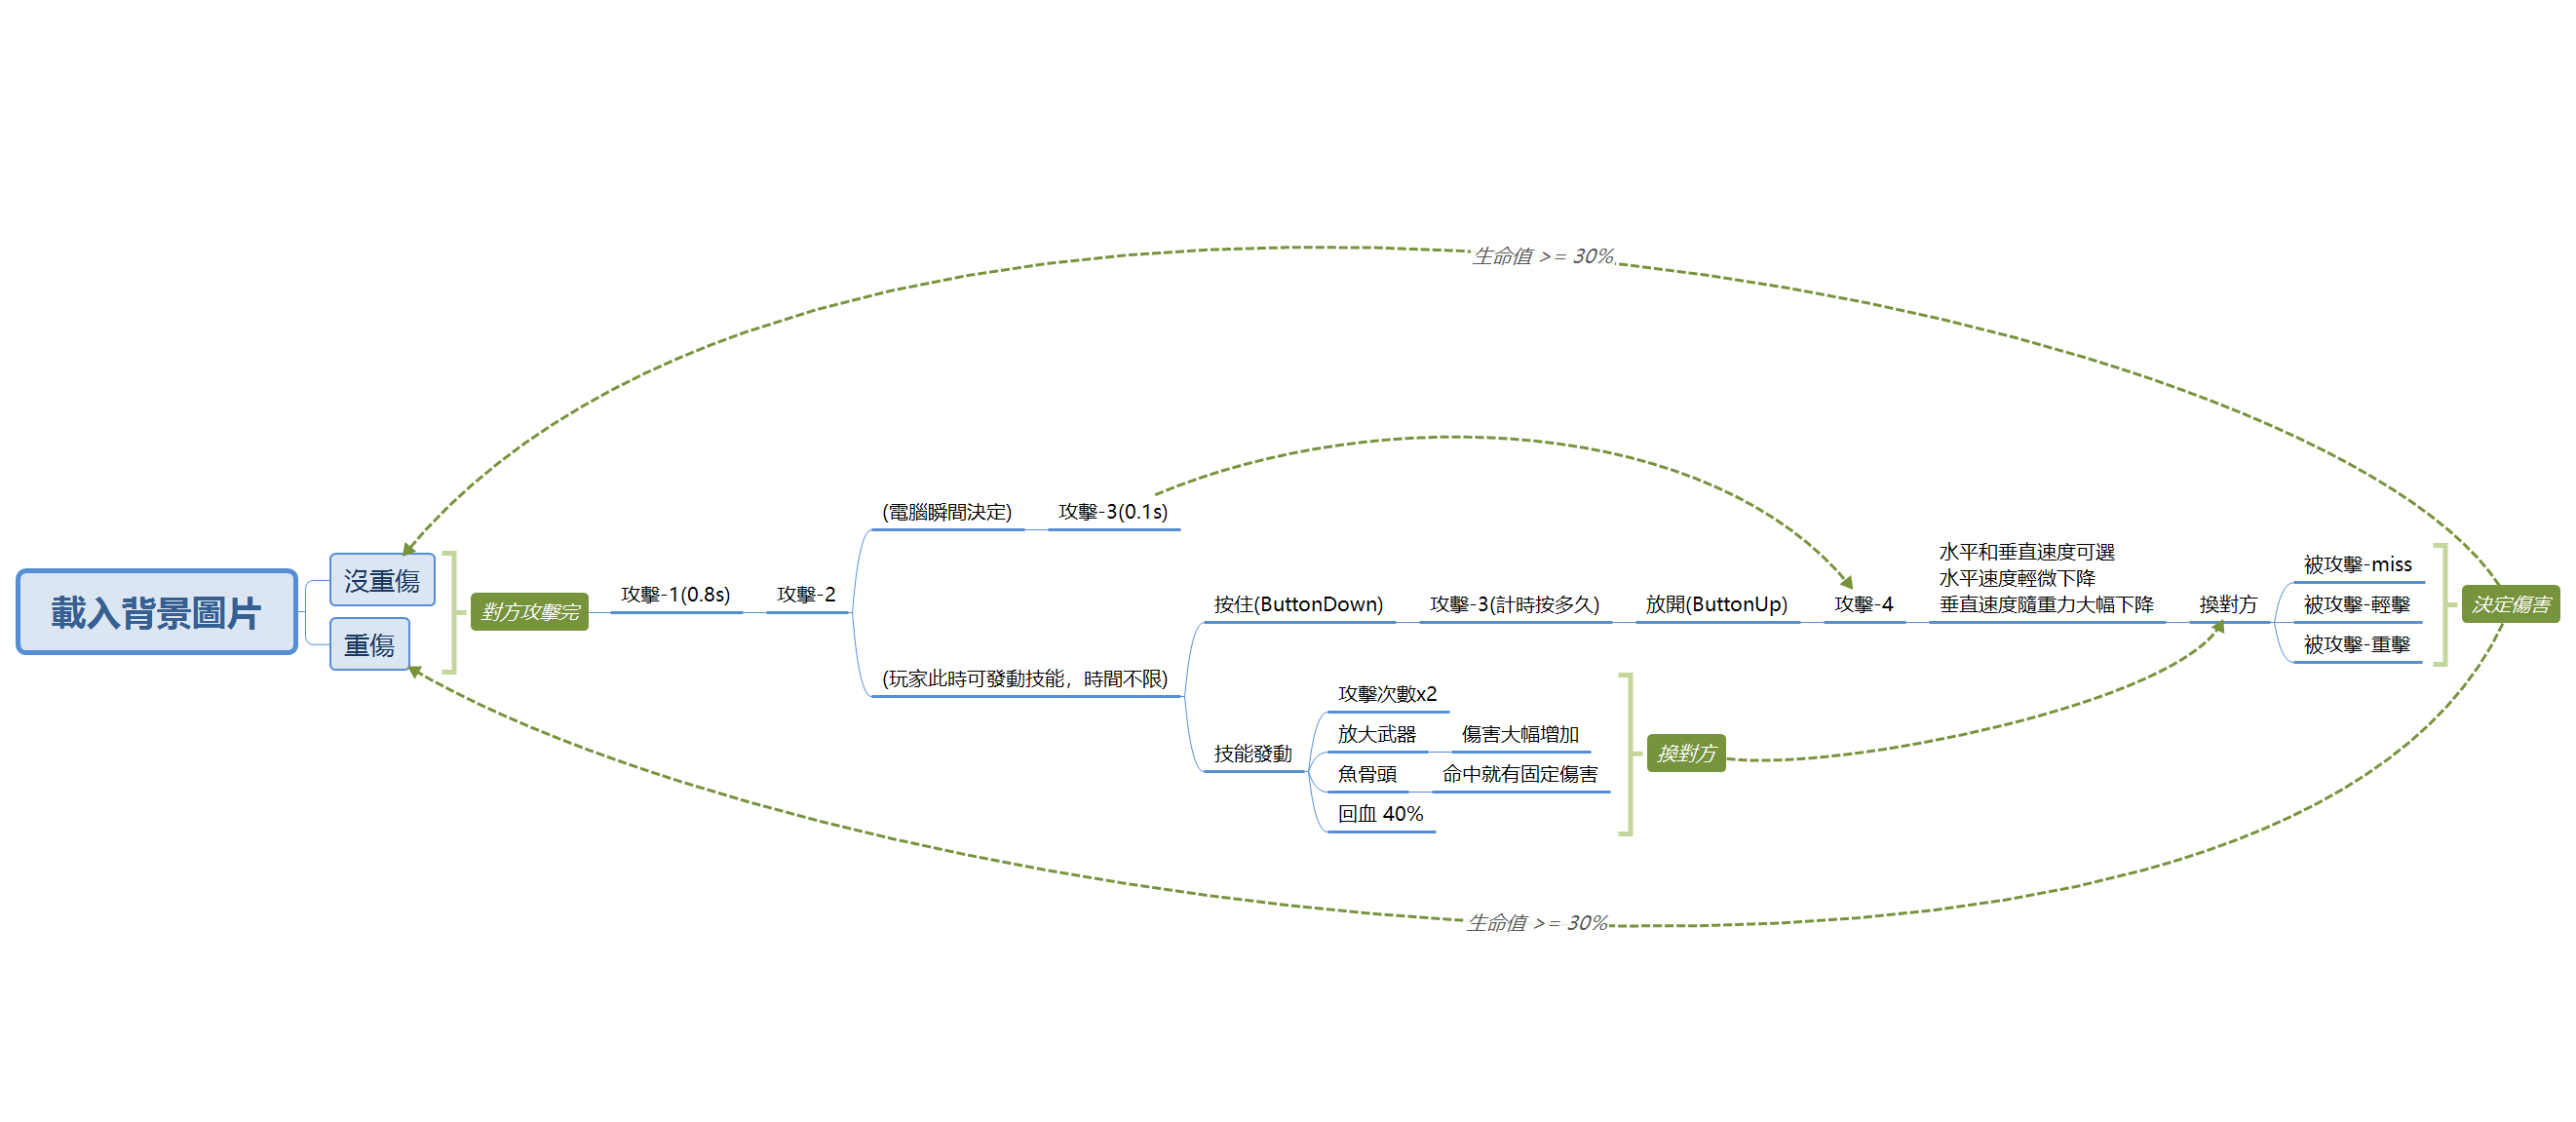 載入背景圖片
沒重傷
重傷
對方攻擊完
攻擊-1(0.8s)
攻擊-2
(電腦瞬間決定)
攻擊-3(0.1s)
(玩家此時可發動技能，時間不限)
按住(ButtonDown)
攻擊-3(計時按多久)
放開(ButtonUp)
攻擊-4
水平和垂直速度可選
水平速度輕微下降
垂直速度隨重力大幅下降
換對方
被攻擊-miss
被攻擊-輕擊
被攻擊-重擊
決定傷害
技能發動
攻擊次數x2
放大武器
傷害大幅增加
魚骨頭
命中就有固定傷害
回血 40%
換對方
生命值 >= 30%
生命值 >= 30%